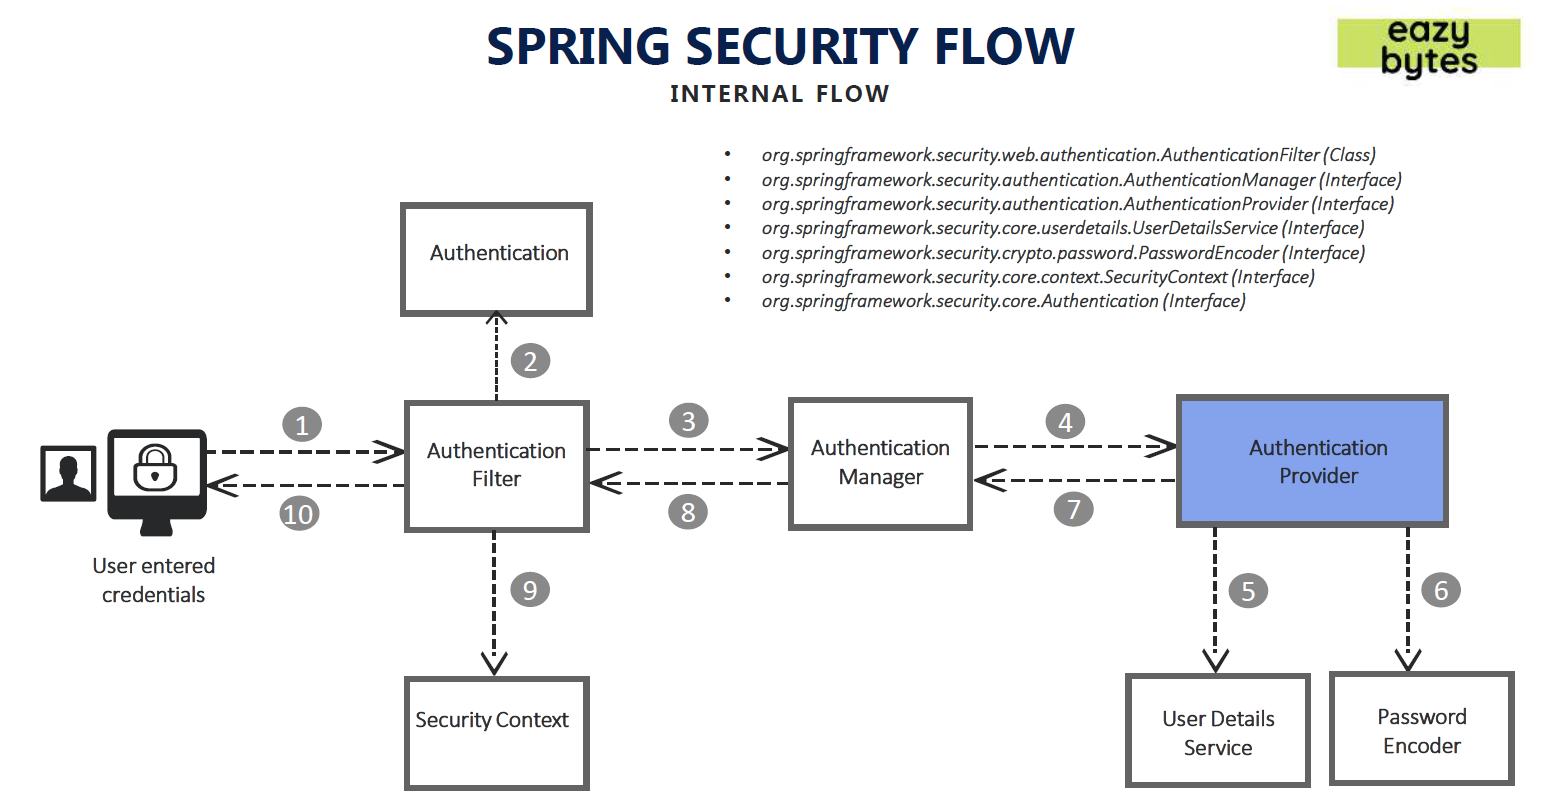 SPRING SECURITY FLOW
INTERNAL FLOW
eazy
bytes
• org.springframework.security.web.authentication.AuthenticationFilter (Class)
• org.springframework.security.authentication.AuthenticationManager (Interface)
• org.springframework.security.authentication.AuthenticationProvider (Interface)
• org.springframework.security.core.userdetails.UserDetailsService (Interface)
• org.springframework.security.crypto.password.PasswordEncoder (Interface)
• org.springframework.security.core.context.SecurityContext (Interface)
• org.springframework.security.core.Authentication (Interface)
Authentication
2
1
3
4
Authentication
Filter
Authentication
Manager
Authentication
Provider
10
8
7
User entered
credentials
9
5
6
Security Context
User Details
Service
Password
Encoder